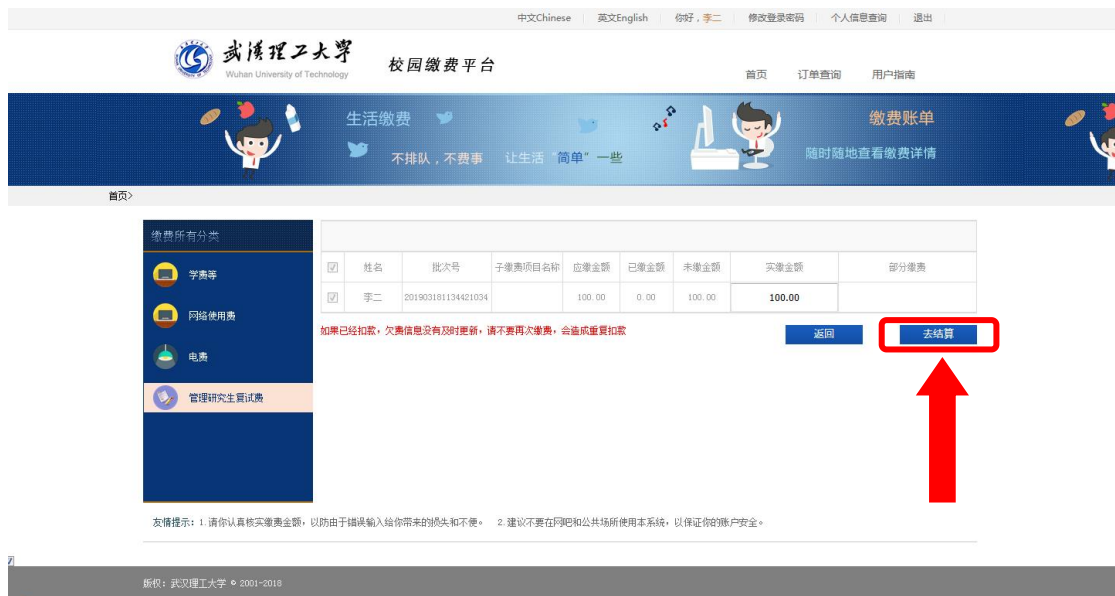 中文Chinese 英文English 你好,李二 修改登录密码 个人信息查询 退出
武汉理工大学
Wuhan University of Technology
校园缴费平台
首页 订单查询 用户指南
生活缴费
不排队,不费事 让生活"简单"一些
缴费账单
随时随地查看缴费详情
首页>
缴费所有分类
学费等
网络使用费
电费
管理研究生复试费
姓名 批次号 子缴费项目名称 应缴金额 已缴金额 未缴金额 实缴金额 部分缴费
李二 201903181134421034 100.00 0.00 100.00 100.00
如果已经扣款,欠费信息没有及时更新,请不要再次缴费,会造成重复扣款
返回 去结算
友情提示:1.请你认真核实缴费金额,以防由于错误输入给你带来的损失和不便。 2.建议不要在网吧和公共场所使用本系统,以保证你的账户安全。
版权:武汉理工大学 © 2001-2018